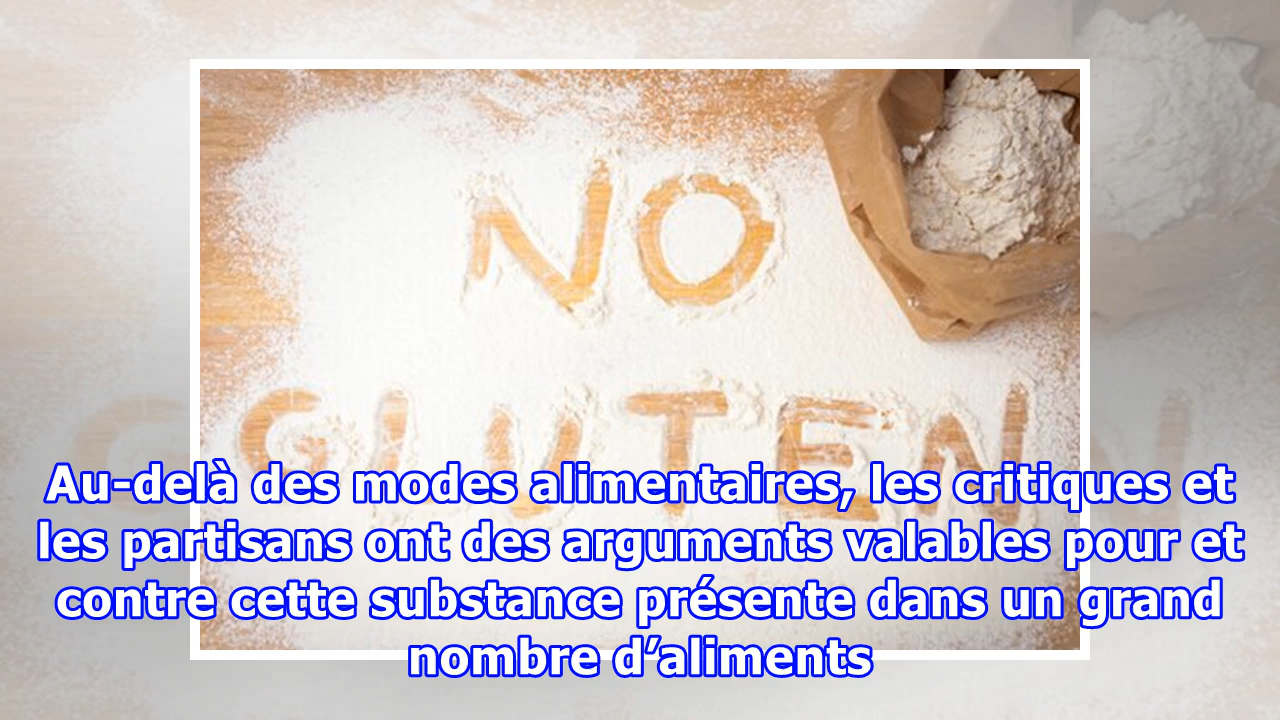 NO
GLUTEN
Au-delà des modes alimentaires, les critiques et
les partisans ont des arguments valables pour et
contre cette substance présente dans un grand
nombre d’aliments